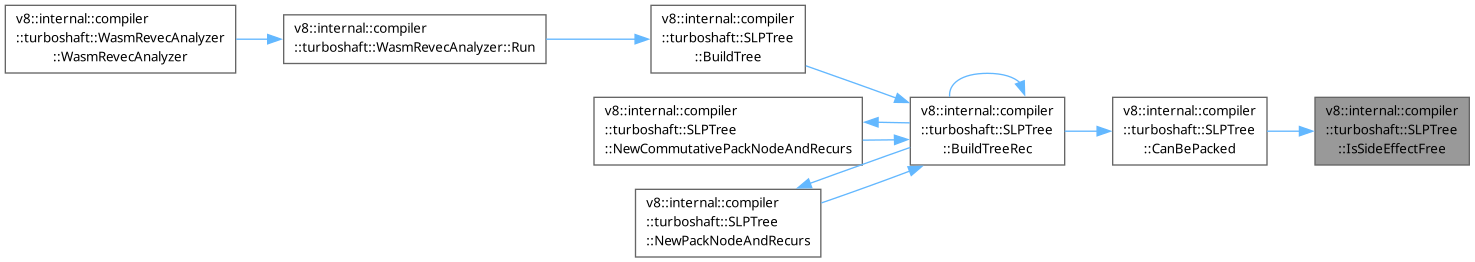 v8::internal::compiler
::turboshaft::WasmRevecAnalyzer
::WasmRevecAnalyzer
v8::internal::compiler
::turboshaft::WasmRevecAnalyzer::Run
v8::internal::compiler
::turboshaft::SLPTree
::BuildTree
v8::internal::compiler
::turboshaft::SLPTree
::NewCommutativePackNodeAndRecurs
v8::internal::compiler
::turboshaft::SLPTree
::NewPackNodeAndRecurs
v8::internal::compiler
::turboshaft::SLPTree
::BuildTreeRec
v8::internal::compiler
::turboshaft::SLPTree
::CanBePacked
v8::internal::compiler
::turboshaft::SLPTree
::IsSideEffectFree